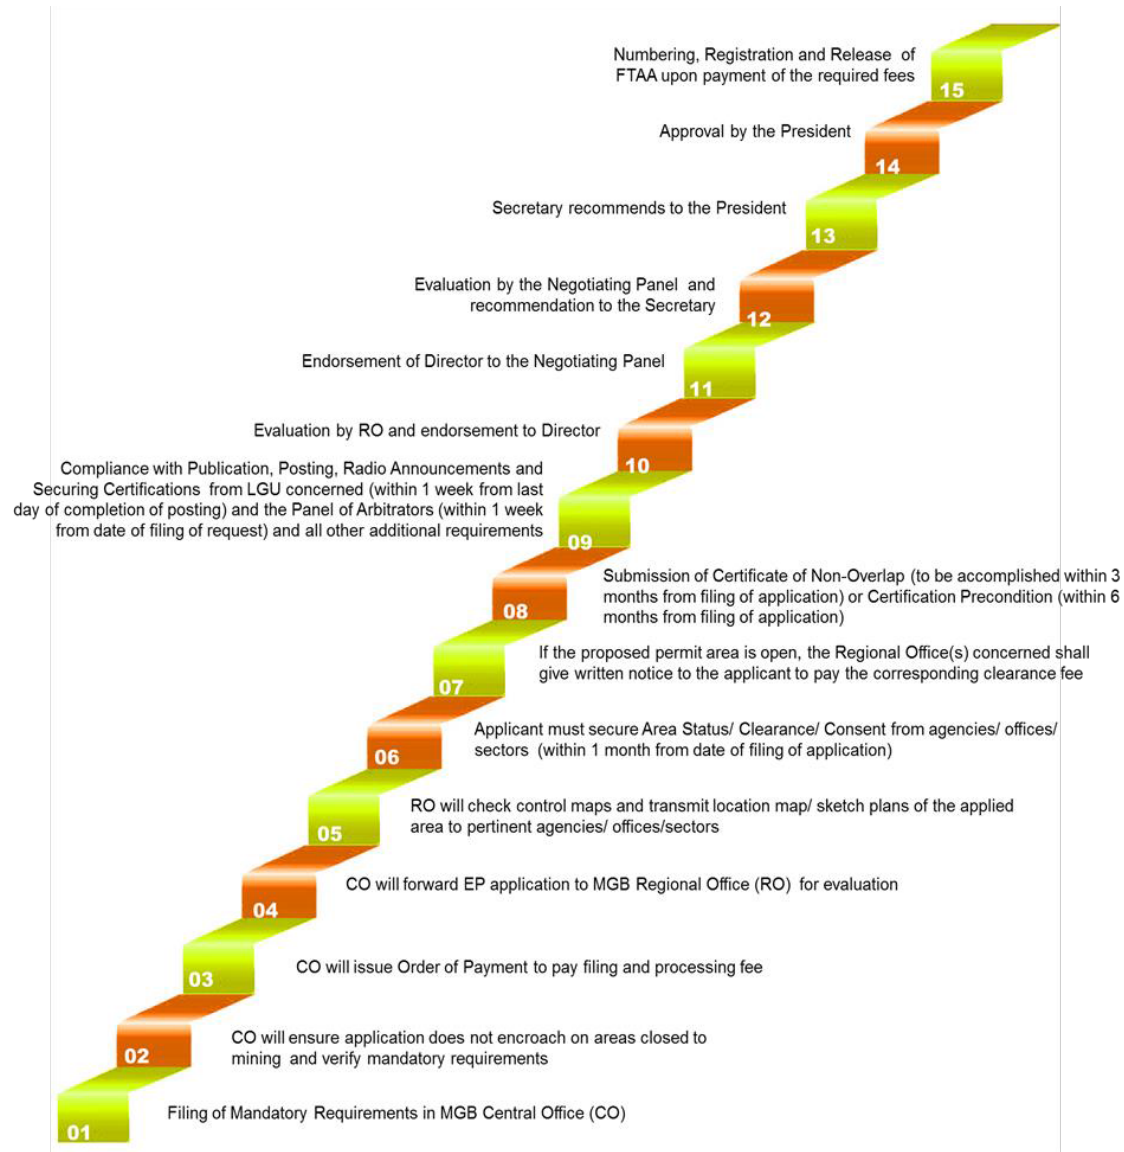 Numbering, Registration and Release of
FTAA upon payment of the required fees
15
Approval by the President
14
Secretary recommends to the President
13
Evaluation by the Negotiating Panel and
recommendation to the Secretary
12
Endorsement of Director to the Negotiating Panel
11
Evaluation by RO and endorsement to Director
10
Compliance with Publication, Posting, Radio Announcements and
Securing Certifications from LGU concerned (within 1 week from last
day of completion of posting) and the Panel of Arbitrators (within 1 week
from date of filing of request) and all other additional requirements
09
Submission of Certificate of Non-Overlap (to be accomplished within 3
months from filing of application) or Certification Precondition (within 6
months from filing of application)
08
If the proposed permit area is open, the Regional Office(s) concerned shall
give written notice to the applicant to pay the corresponding clearance fee
07
Applicant must secure Area Status/ Clearance/ Consent from agencies/ offices/
sectors (within 1 month from date of filing of application)
06
RO will check control maps and transmit location map/ sketch plans of the applied
area to pertinent agencies/ offices/sectors
05
CO will forward EP application to MGB Regional Office (RO) for evaluation
04
CO will issue Order of Payment to pay filing and processing fee
03
CO will ensure application does not encroach on areas closed to
mining and verify mandatory requirements
02
Filing of Mandatory Requirements in MGB Central Office (CO)
01